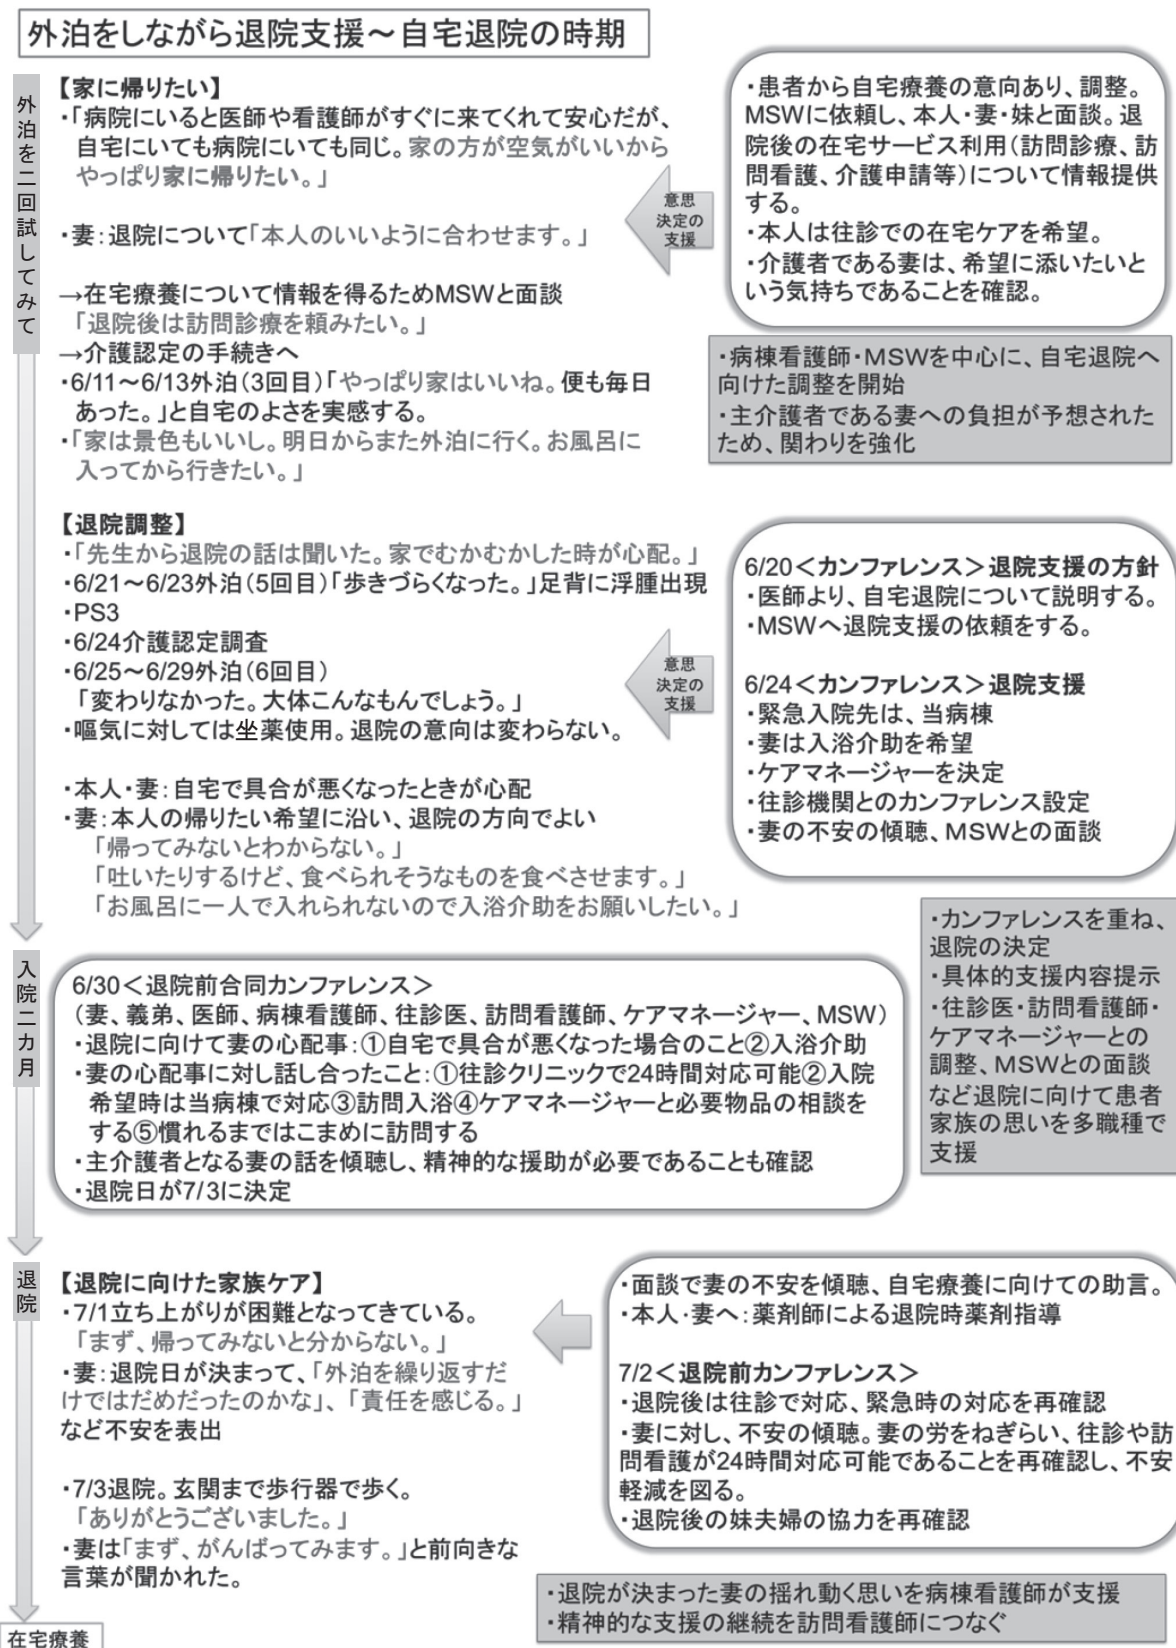 外泊をしながら退院支援～自宅退院の時期
外泊を二回試してみて
【家に帰りたい】
・「病院にいると医師や看護師がすぐに来てくれて安心だが、
自宅にいても病院にいても同じ。家の方が空気がいいから
やっぱり家に帰りたい。」
・妻：退院について「本人のいいように合わせます。」
→在宅療養について情報を得るためMSWと面談
「退院後は訪問診療を頼みたい。」
→介護認定の手続きへ
・6/11～6/13外泊（3回目）「やっぱり家はいいね。便も毎日
あった。」と自宅のよさを実感する。
・「家は景色もいいし。明日からまた外泊に行く。お風呂に
入ってから行きたい。」
意思
決定の
支援
・患者から自宅療養の意向あり、調整。
MSWに依頼し、本人・妻・妹と面談。退
院後の在宅サービス利用（訪問診療、訪
問看護、介護申請等）について情報提供
する。
・本人は往診での在宅ケアを希望。
・介護者である妻は、希望に添いたいと
いう気持ちであることを確認。
・病棟看護師・MSWを中心に、自宅退院へ
向けた調整を開始
・主介護者である妻への負担が予想された
ため、関わりを強化
【退院調整】
・「先生から退院の話は聞いた。家でむかむかした時が心配。」
・6/21～6/23外泊（5回目）「歩きづらくなった。」足背に浮腫出現
・PS3
・6/24介護認定調査
・6/25～6/29外泊（6回目）
「変わりなかった。大体こんなもんでしょう。」
・嘔気に対しては坐薬使用。退院の意向は変わらない。
・本人・妻：自宅で具合が悪くなったときが心配
・妻：本人の帰りたい希望に沿い、退院の方向でよい
「帰ってみないとわからない。」
「吐いたりするけど、食べられそうなものを食べさせます。」
「お風呂に一人で入れられないので入浴介助をお願いしたい。」
意思
決定の
支援
6/20＜カンファレンス＞退院支援の方針
・医師より、自宅退院について説明する。
・MSWへ退院支援の依頼をする。
6/24＜カンファレンス＞退院支援
・緊急入院先は、当病棟
・妻は入浴介助を希望
・ケアマネージャーを決定
・往診機関とのカンファレンス設定
・妻の不安の傾聴、MSWとの面談
・カンファレンスを重ね、
退院の決定
・具体的支援内容提示
・往診医・訪問看護師・
ケアマネージャーとの
調整、MSWとの面談
など退院に向けて患者
家族の思いを多職種で
支援
入院二カ月
6/30＜退院前合同カンファレンス＞
（妻、義弟、医師、病棟看護師、往診医、訪問看護師、ケアマネージャー、MSW）
・退院に向けて妻の心配事：①自宅で具合が悪くなった場合のこと②入浴介助
・妻の心配事に対し話し合ったこと：①往診クリニックで24時間対応可能②入院
希望時は当病棟で対応③訪問入浴④ケアマネージャーと必要物品の相談を
する⑤慣れるまではこまめに訪問する
・主介護者となる妻の話を傾聴し、精神的な援助が必要であることも確認
・退院日が7/3に決定
退院
【退院に向けた家族ケア】
・7/1立ち上がりが困難となってきている。
「まず、帰ってみないと分からない。」
・妻：退院日が決まって、「外泊を繰り返すだ
けではだめだったのかな」、「責任を感じる。」
など不安を表出
・7/3退院。玄関まで歩行器で歩く。
「ありがとうございました。」
・妻は「まず、がんばってみます。」と前向きな
言葉が聞かれた。
・面談で妻の不安を傾聴、自宅療養に向けての助言。
・本人・妻へ：薬剤師による退院時薬剤指導
7/2＜退院前カンファレンス＞
・退院後は往診で対応、緊急時の対応を再確認
・妻に対し、不安の傾聴。妻の労をねぎらい、往診や訪
問看護が24時間対応可能であることを再確認し、不安
軽減を図る。
・退院後の妹夫婦の協力を再確認
・退院が決まった妻の揺れ動く思いを病棟看護師が支援
・精神的な支援の継続を訪問看護師につなぐ
在宅療養